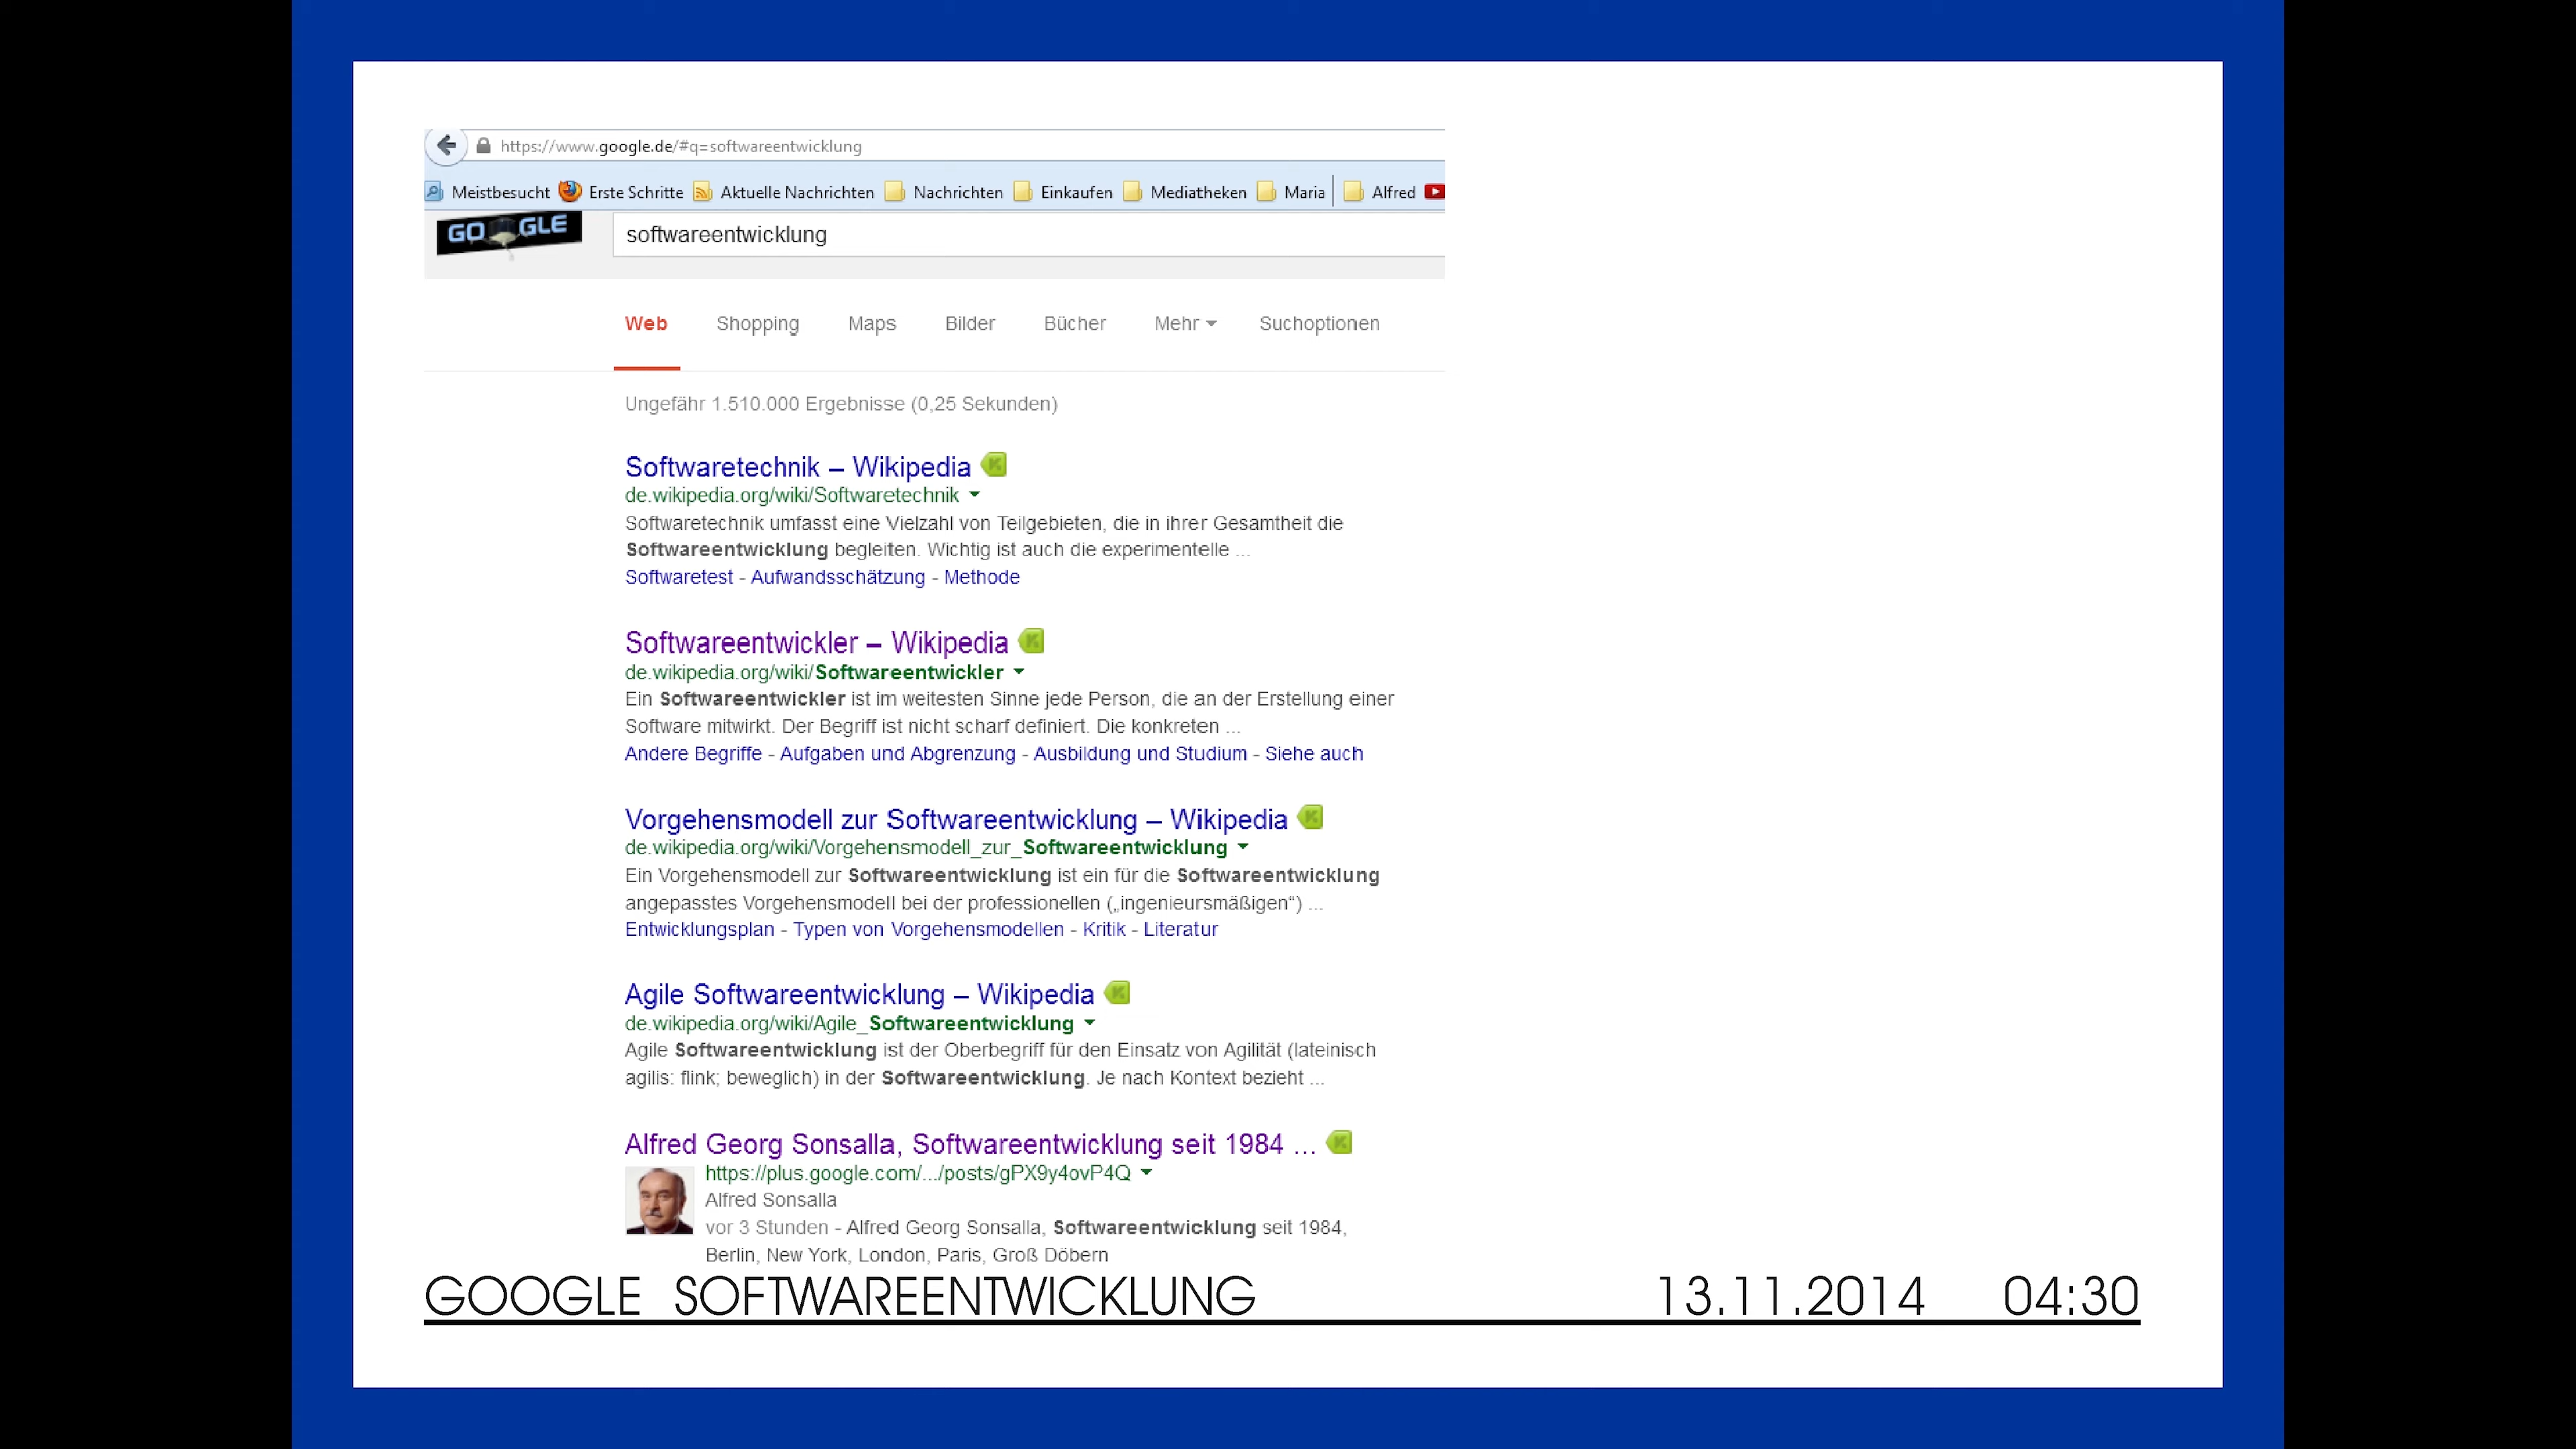 https://www.google.de/#q=softwareentwicklung
Meistbesucht Erste Schritte Aktuelle Nachrichten Nachrichten Einkaufen Mediatheken Maria Alfred
GOOGLE softwareentwicklung
Web Shopping Maps Bilder Bücher Mehr Suchoptionen
Ungefähr 1.510.000 Ergebnisse (0,25 Sekunden)
Softwaretechnik – Wikipedia
de.wikipedia.org/wiki/Softwaretechnik
Softwaretechnik umfasst eine Vielzahl von Teilgebieten, die in ihrer Gesamtheit die
Softwareentwicklung begleiten. Wichtig ist auch die experimentelle ...
Softwaretest - Aufwandsschätzung - Methode
Softwareentwickler – Wikipedia
de.wikipedia.org/wiki/Softwareentwickler
Ein Softwareentwickler ist im weitesten Sinne jede Person, die an der Erstellung einer
Software mitwirkt. Der Begriff ist nicht scharf definiert. Die konkreten ...
Andere Begriffe - Aufgaben und Abgrenzung - Ausbildung und Studium - Siehe auch
Vorgehensmodell zur Softwareentwicklung – Wikipedia
de.wikipedia.org/wiki/Vorgehensmodell_zur_Softwareentwicklung
Ein Vorgehensmodell zur Softwareentwicklung ist ein für die Softwareentwicklung
angepasstes Vorgehensmodell bei der professionellen („ingenieursmäßigen“) ...
Entwicklungsplan - Typen von Vorgehensmodellen - Kritik - Literatur
Agile Softwareentwicklung – Wikipedia
de.wikipedia.org/wiki/Agile_Softwareentwicklung
Agile Softwareentwicklung ist der Oberbegriff für den Einsatz von Agilität (lateinisch
agilis: flink; beweglich) in der Softwareentwicklung. Je nach Kontext bezieht ...
Alfred Georg Sonsalla, Softwareentwicklung seit 1984 ...
https://plus.google.com/.../posts/gPX9y4ovP4Q
Alfred Sonsalla
vor 3 Stunden - Alfred Georg Sonsalla, Softwareentwicklung seit 1984,
Berlin, New York, London, Paris, Groß Döbern
GOOGLE SOFTWAREENTWICKLUNG 13.11.2014 04:30